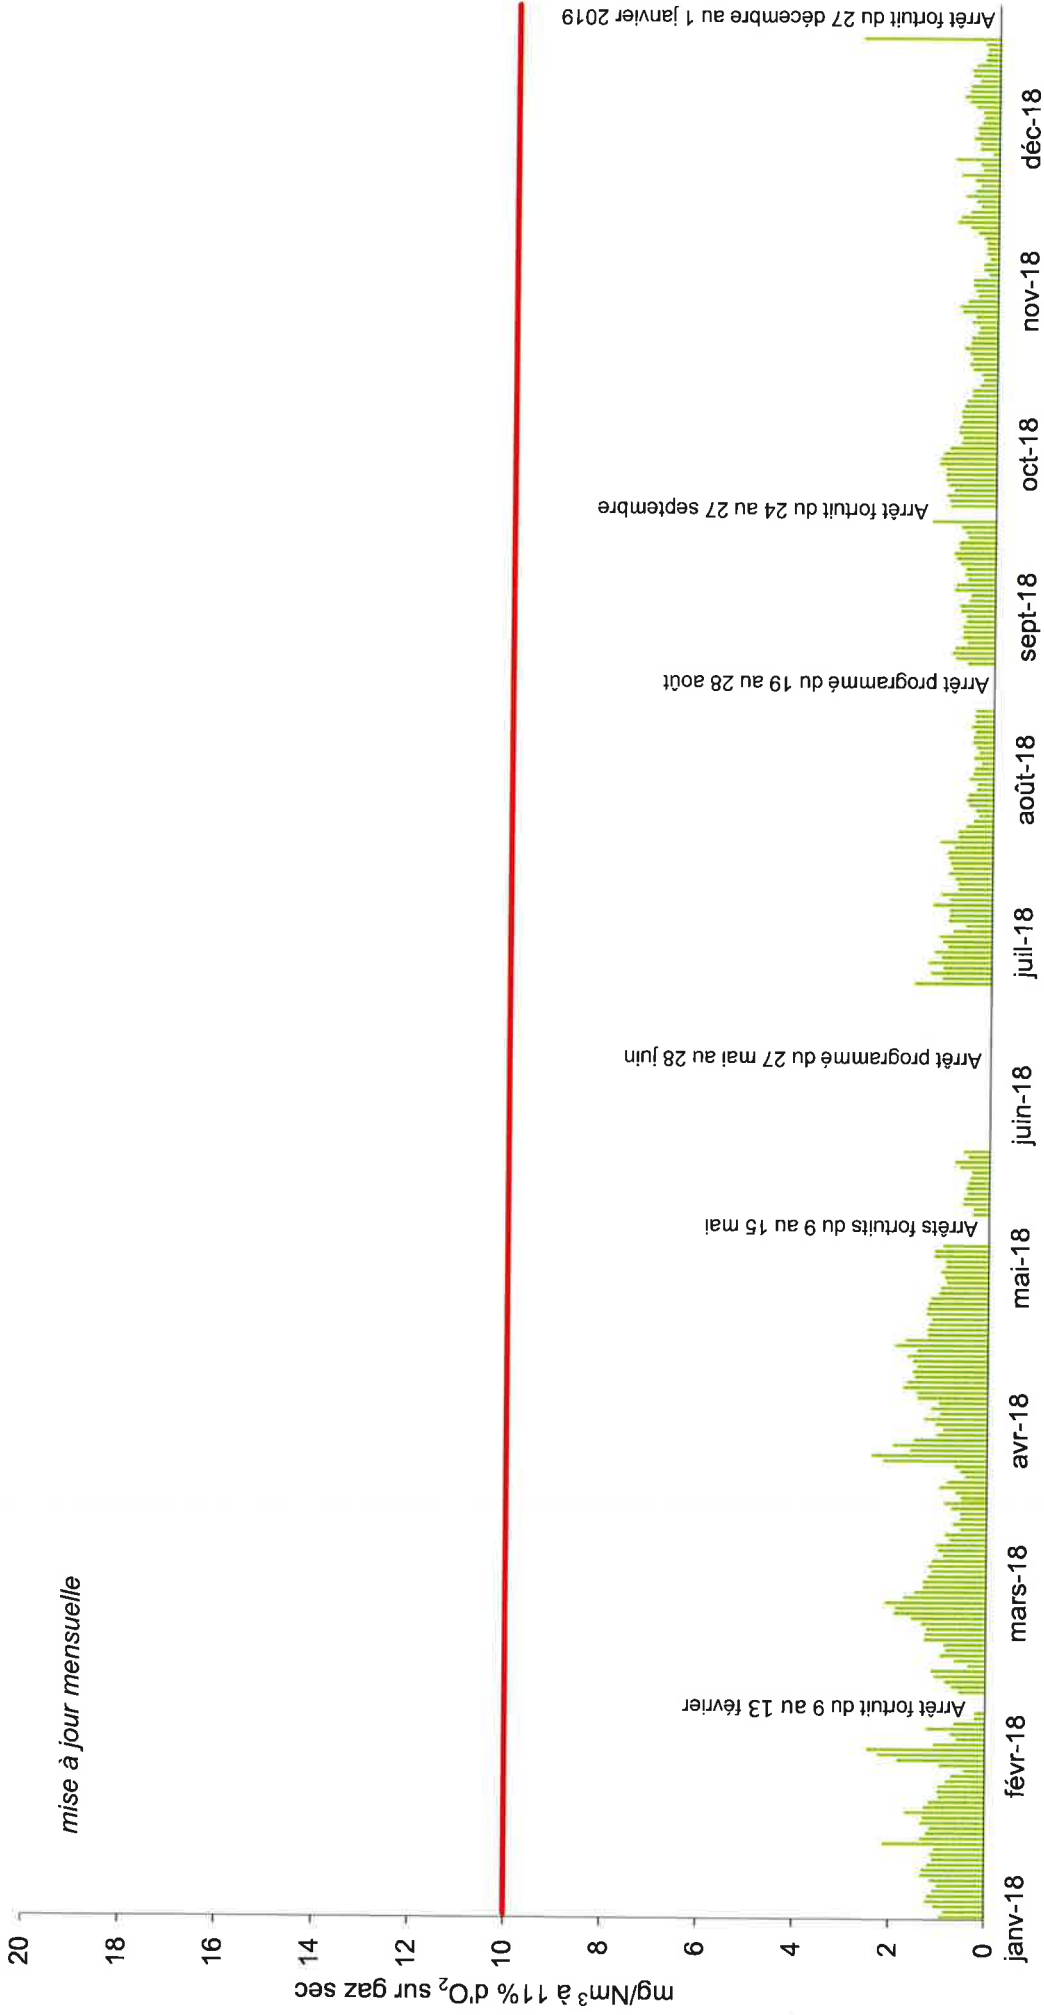 mise à jour mensuelle
mg/Nm³ à 11% d'O₂ sur gaz sec
20
18
16
14
12
10
8
6
4
2
0
Arrêt fortuit du 9 au 13 février
Arrêts fortuits du 9 au 15 mai
Arrêt programmé du 27 mai au 28 juin
Arrêt programmé du 19 au 28 août
Arrêt fortuit du 24 au 27 septembre
Arrêt fortuit du 27 décembre au 1 janvier 2019
janv-18
févr-18
mars-18
avr-18
mai-18
juin-18
juil-18
août-18
sept-18
oct-18
nov-18
déc-18